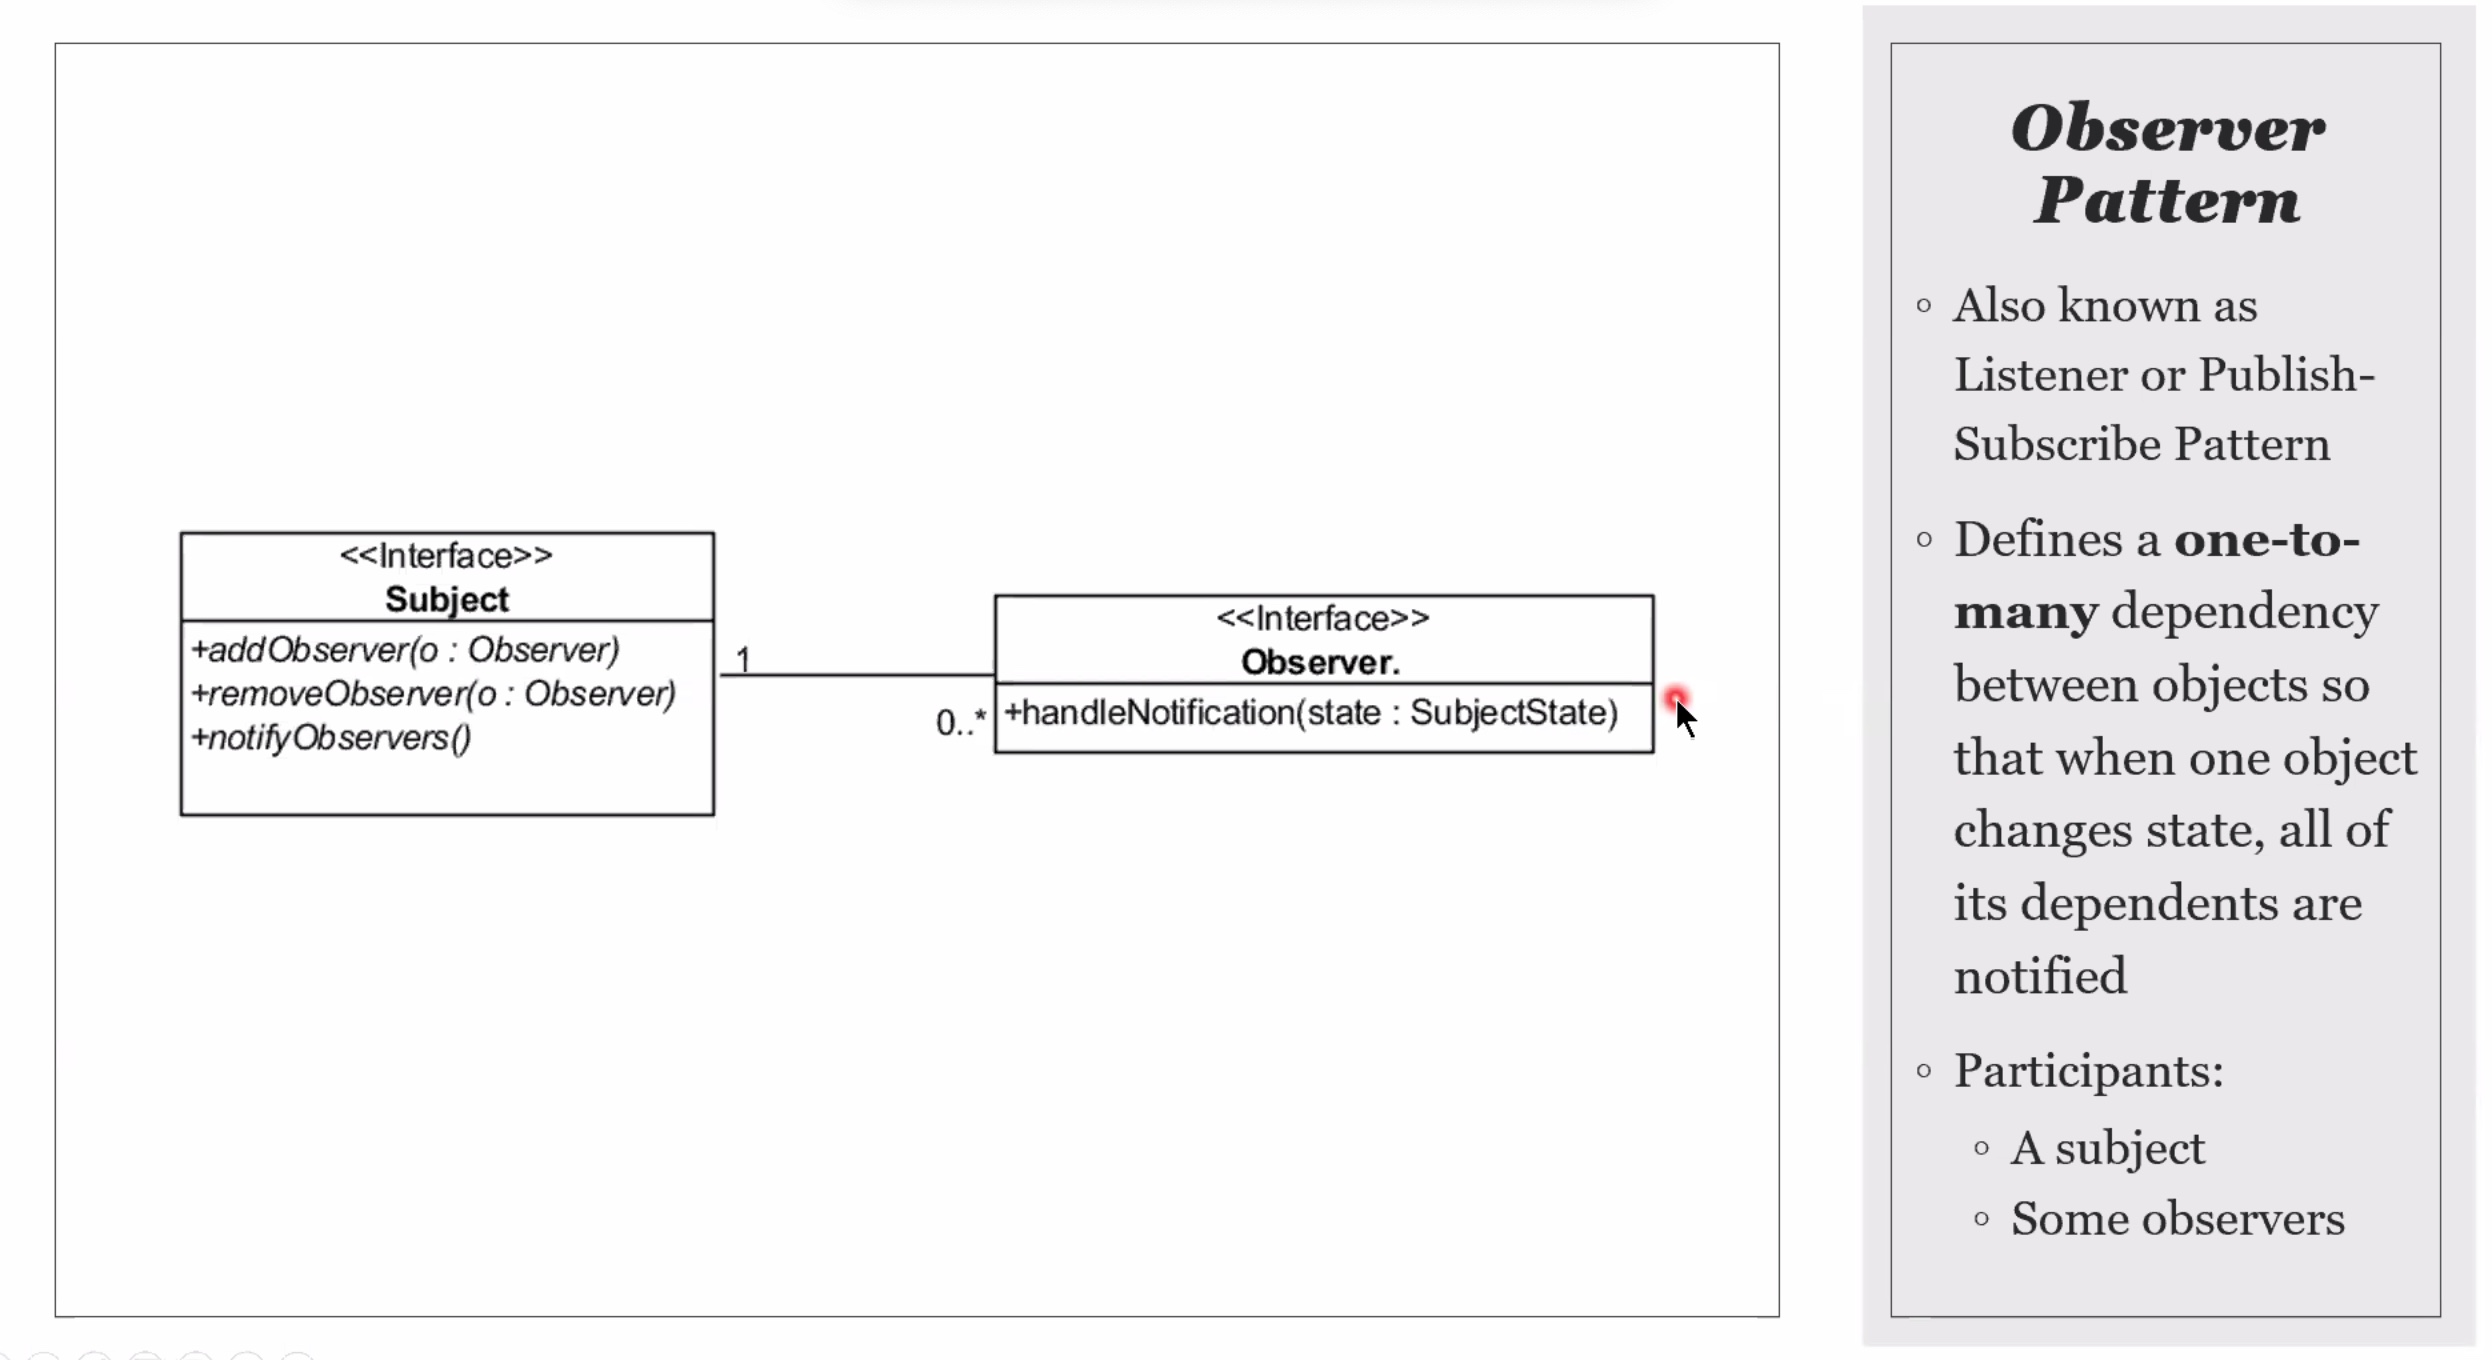 <<Interface>>
Subject
+addObserver(o : Observer)
+removeObserver(o : Observer)
+notifyObservers()
1
0..*
<<Interface>>
Observer.
+handleNotification(state : SubjectState)
Observer
Pattern
Also known as
Listener or Publish-
Subscribe Pattern
Defines a one-to-
many dependency
between objects so
that when one object
changes state, all of
its dependents are
notified
Participants:
A subject
Some observers